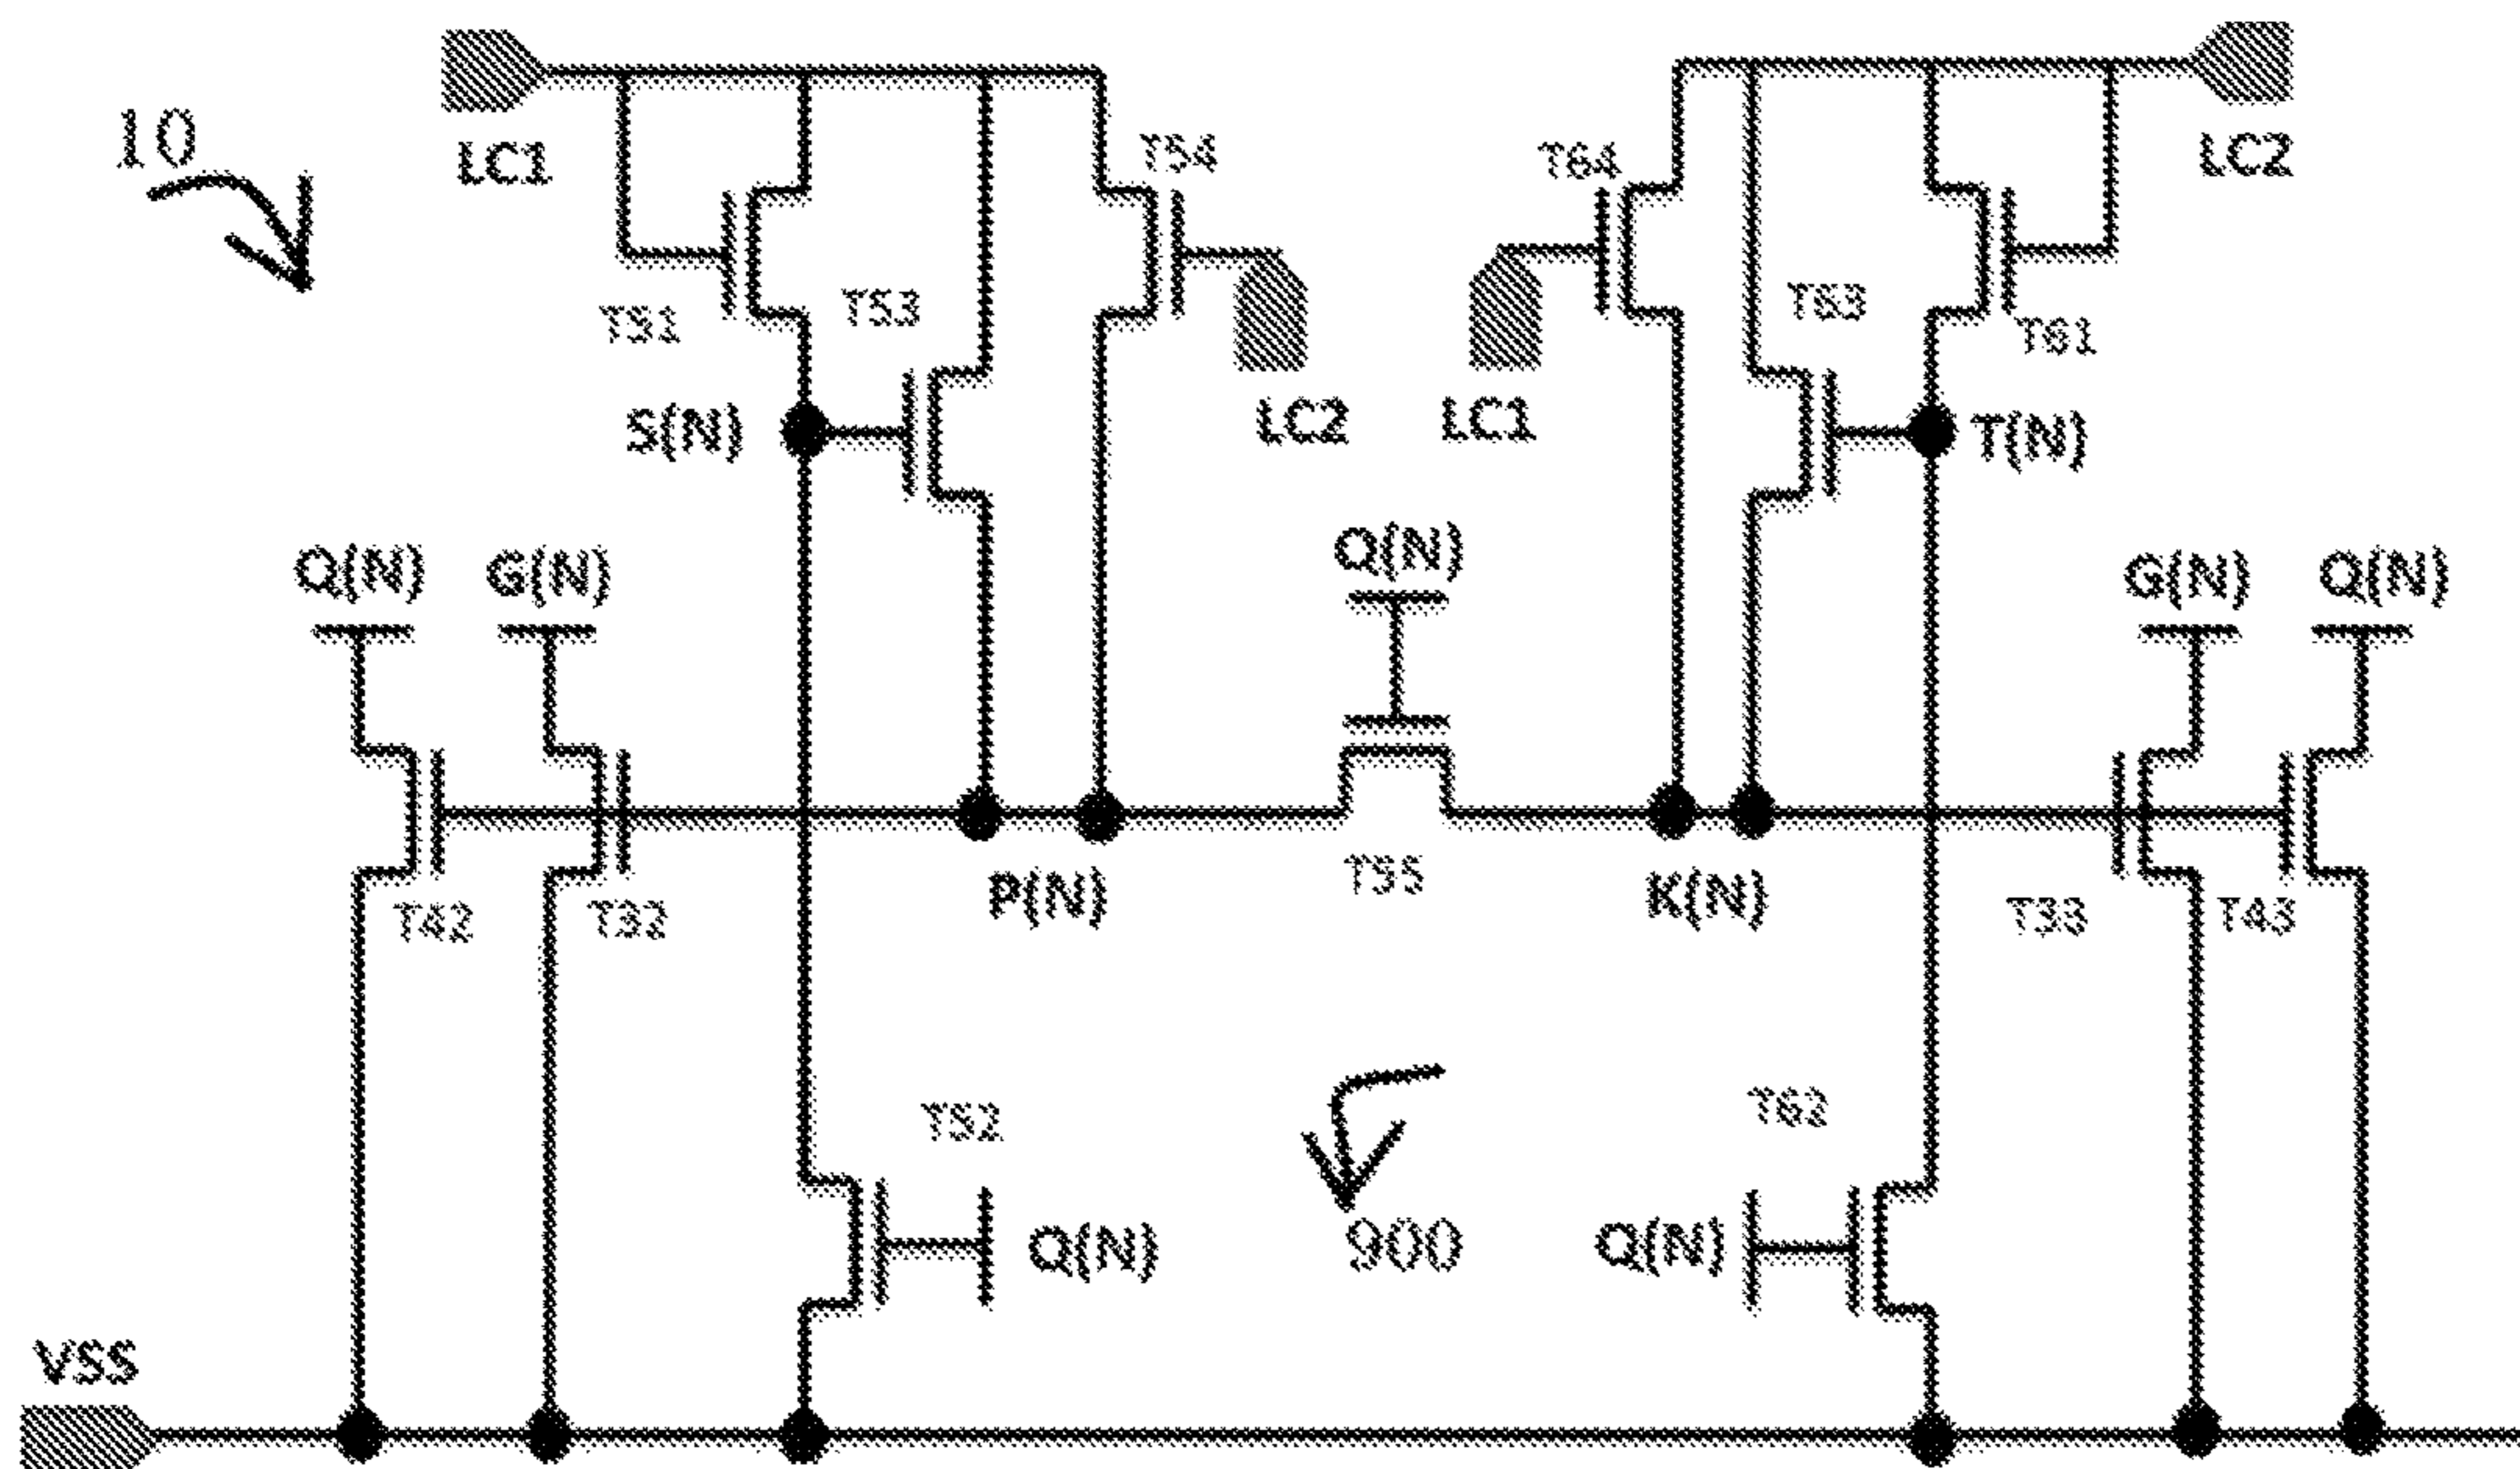 10
LC1
T54
T64
LC2
T51
T53
T63
T61
S(N)
LC2
LC1
T(N)
Q(N)
G(N)
Q(N)
G(N)
Q(N)
P(N)
T55
K(N)
T42
T32
T33
T43
T52
T62
Q(N)
900
Q(N)
VSS